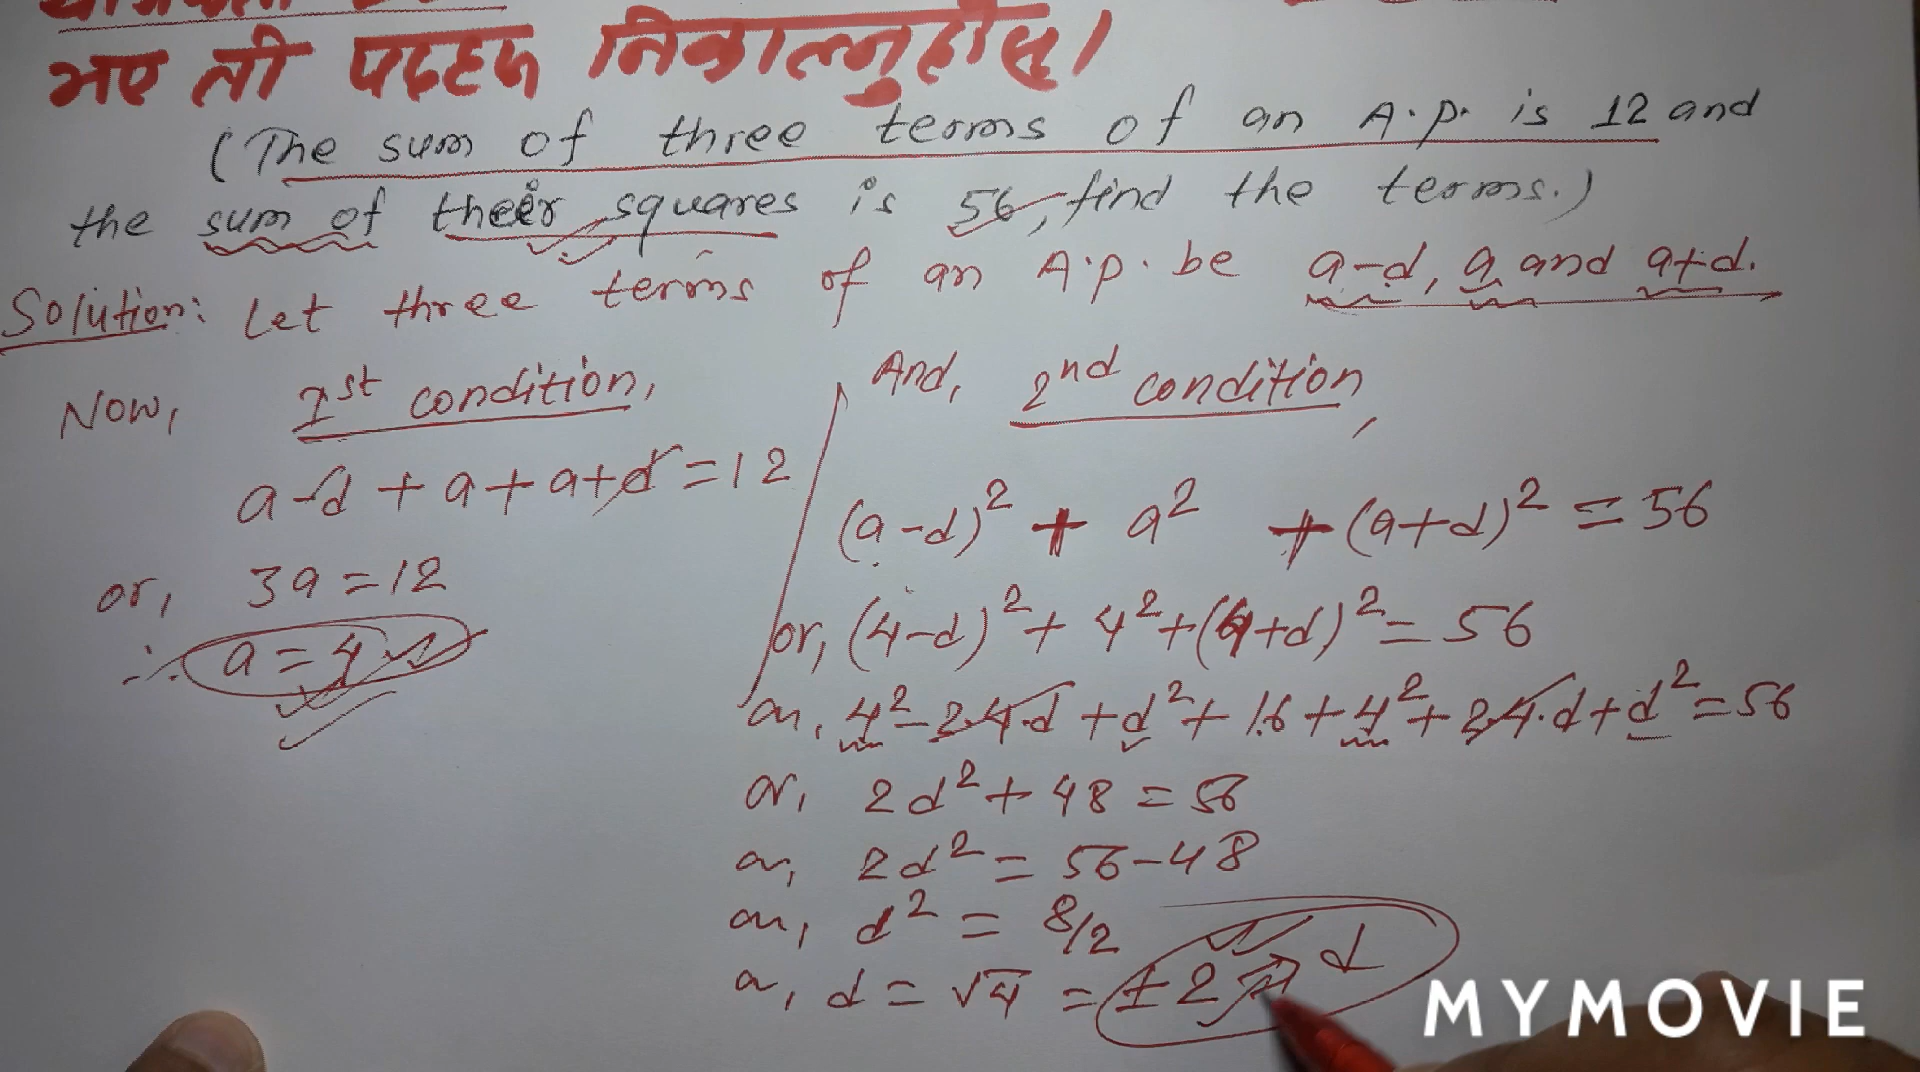 भए ती पदहरू निकाल्नुहोस् ।
(The sum of three terms of an A.P. is 12 and
the sum of their squares is 56, find the terms.)
Solution: Let three terms of an A.P. be a-d, a and a+d.
Now, 1st condition,
a-d + a + a+d = 12
or, 3a = 12
∴ a = 4
And, 2nd condition,
(a-d)² + a² + (a+d)² = 56
or, (4-d)² + 4² + (4+d)² = 56
or, 4² - 2.4.d + d² + 16 + 4² + 2.4.d + d² = 56
or, 2d² + 48 = 56
or, 2d² = 56-48
or, d² = 8/2
or, d = √4 = ±2 d
MYMOVIE